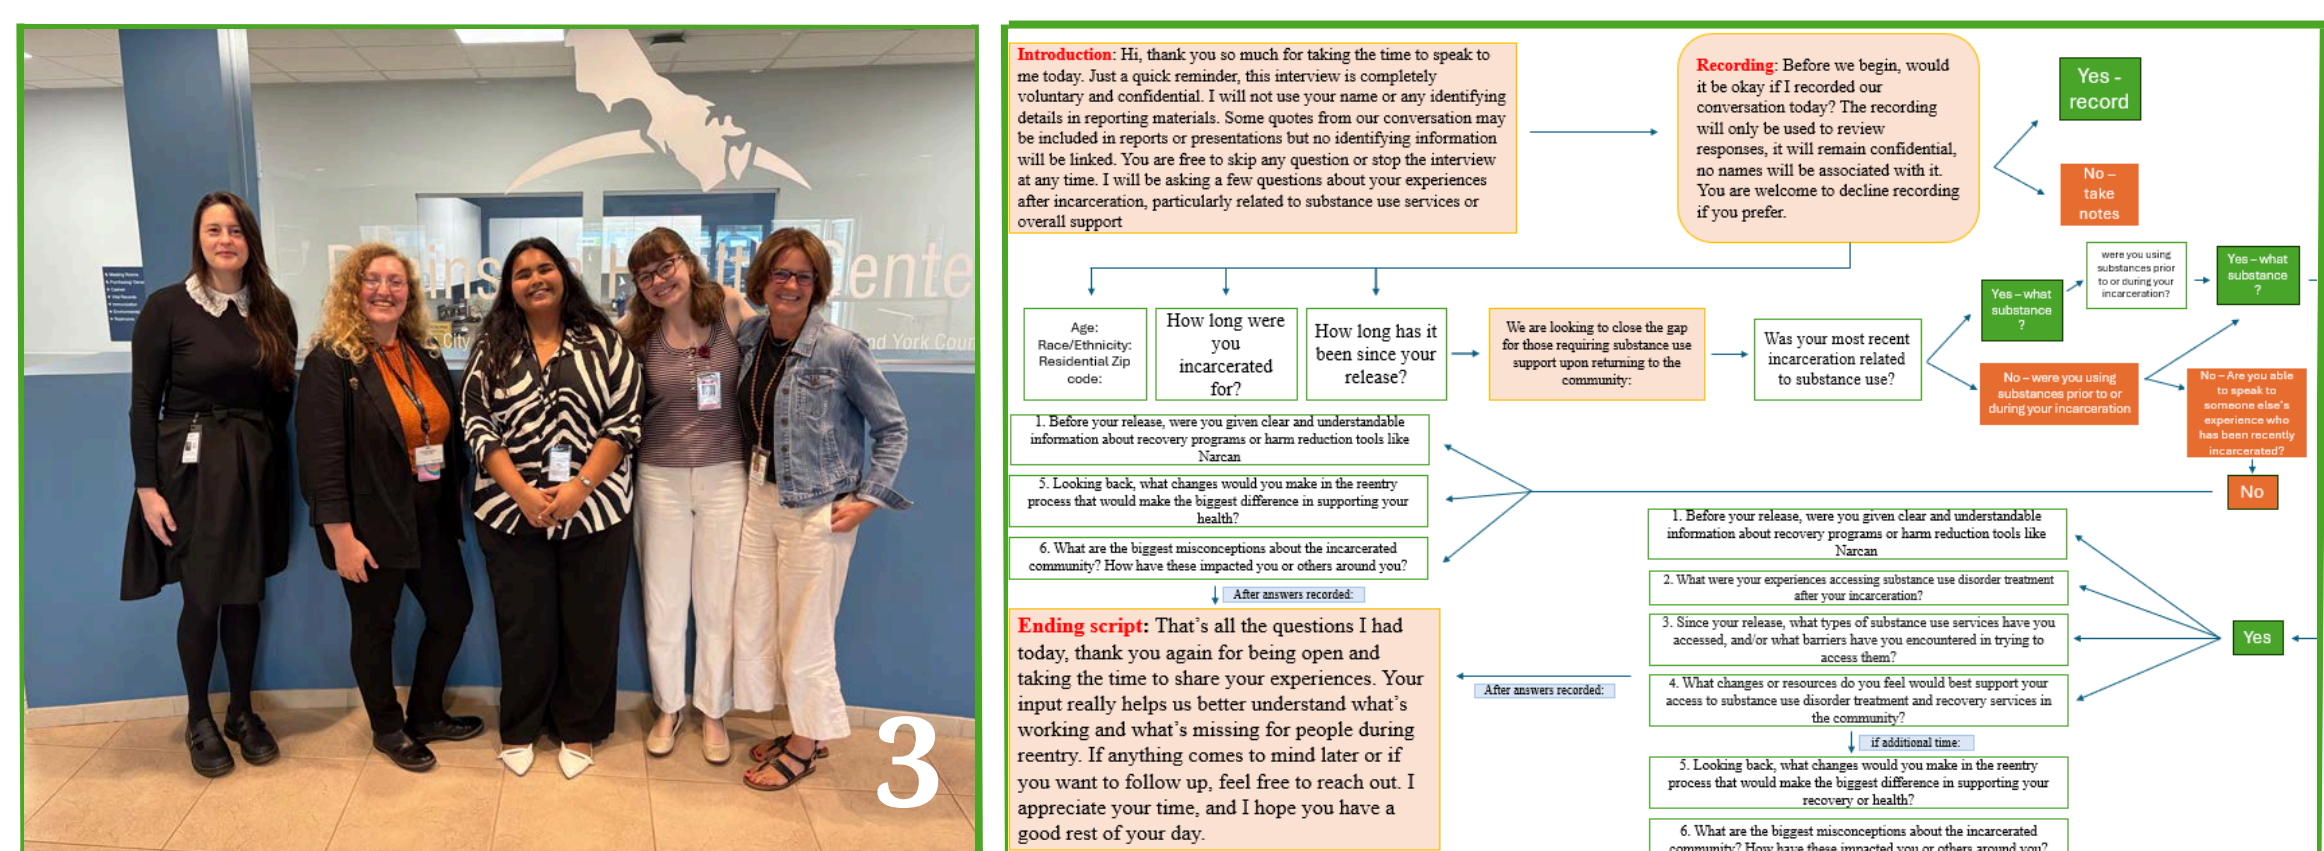 Peninsula Health Center
City
and York Coun
3
Introduction: Hi, thank you so much for taking the time to speak to
me today. Just a quick reminder, this interview is completely
voluntary and confidential. I will not use your name or any identifying
details in reporting materials. Some quotes from our conversation may
be included in reports or presentations but no identifying information
will be linked. You are free to skip any question or stop the interview
at any time. I will be asking a few questions about your experiences
after incarceration, particularly related to substance use services or
overall support
Recording: Before we begin, would
it be okay if I recorded our
conversation today? The recording
will only be used to review
responses, it will remain confidential,
no names will be associated with it.
You are welcome to decline recording
if you prefer.
Yes -
record
No –
take
notes
Age:
Race/Ethnicity:
Residential Zip
code:
How long were
you
incarcerated
for?
How long has it
been since your
release?
We are looking to close the gap
for those requiring substance use
support upon returning to the
community:
Was your most recent
incarceration related
to substance use?
Yes – what
substance
?
No – were you using
substances prior to or
during your incarceration
were you using
substances prior
to or during your
incarceration?
Yes – what
substance
?
No – Are you able
to speak to
someone else's
experience who
has been recently
incarcerated?
No
1. Before your release, were you given clear and understandable
information about recovery programs or harm reduction tools like
Narcan
5. Looking back, what changes would you make in the reentry
process that would make the biggest difference in supporting your
health?
6. What are the biggest misconceptions about the incarcerated
community? How have these impacted you or others around you?
After answers recorded:
Ending script: That's all the questions I had
today, thank you again for being open and
taking the time to share your experiences. Your
input really helps us better understand what's
working and what's missing for people during
reentry. If anything comes to mind later or if
you want to follow up, feel free to reach out. I
appreciate your time, and I hope you have a
good rest of your day.
Yes
1. Before your release, were you given clear and understandable
information about recovery programs or harm reduction tools like
Narcan
2. What were your experiences accessing substance use disorder treatment
after your incarceration?
3. Since your release, what types of substance use services have you
accessed, and/or what barriers have you encountered in trying to
access them?
4. What changes or resources do you feel would best support your
access to substance use disorder treatment and recovery services in
the community?
After answers recorded:
if additional time:
5. Looking back, what changes would you make in the reentry
process that would make the biggest difference in supporting your
recovery or health?
6. What are the biggest misconceptions about the incarcerated
community? How have these impacted you or others around you?